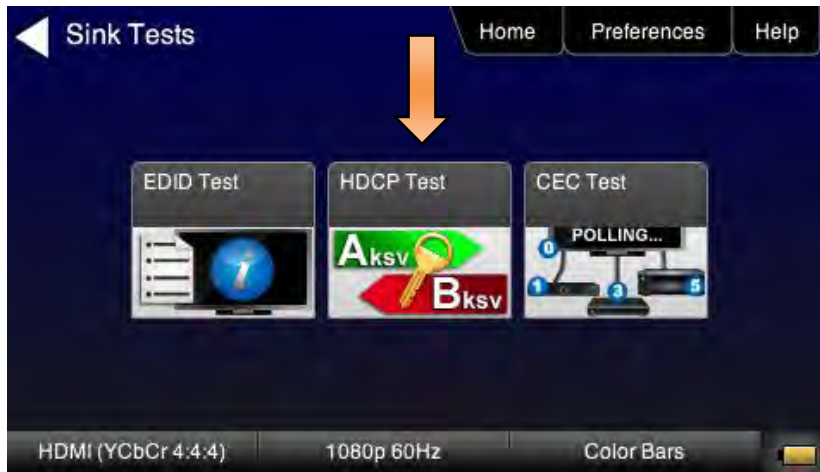 Sink Tests
Home
Preferences
Help
EDID Test
HDCP Test
CEC Test
i
Aksv
Bksv
POLLING...
0
1
3
5
HDMI (YCbCr 4:4:4)
1080p 60Hz
Color Bars